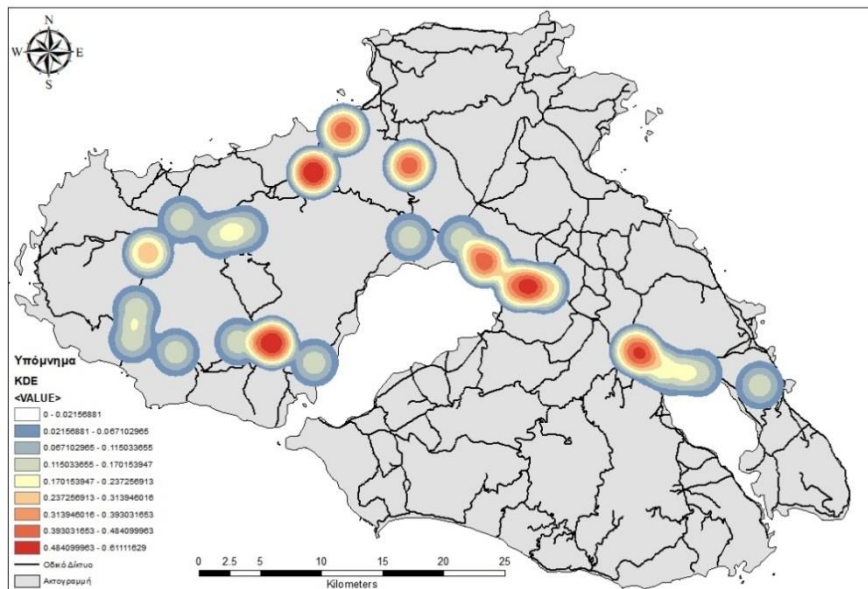 N
W E
S
Υπόμνημα
KDE
<VALUE>
0 - 0.02156881
0.02156881 - 0.067102965
0.067102965 - 0.115033655
0.115033655 - 0.170153947
0.170153947 - 0.237256913
0.237256913 - 0.313946016
0.313946016 - 0.393031653
0.393031653 - 0.484099963
0.484099963 - 0.61111629
Οδικό Δίκτυο
Ακτογραμμή
0 2.5 5 10 15 20 25
Kilometers